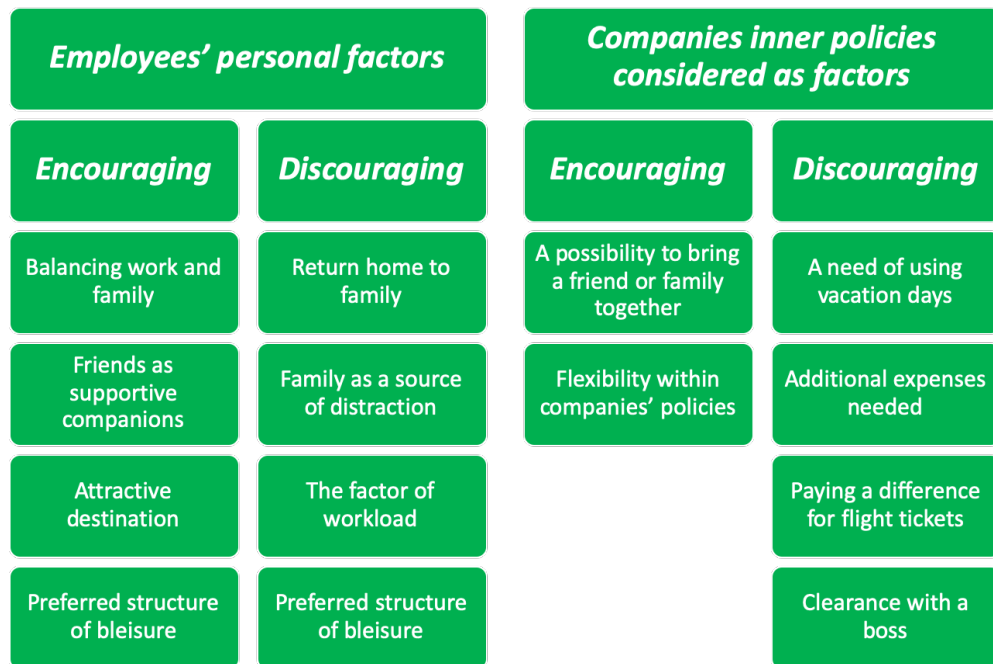 Employees’ personal factors
Companies inner policies
considered as factors
Encouraging
Discouraging
Encouraging
Discouraging
Balancing work and
family
Return home to
family
A possibility to bring
a friend or family
together
A need of using
vacation days
Friends as
supportive
companions
Family as a source
of distraction
Flexibility within
companies’ policies
Additional expenses
needed
Attractive
destination
The factor of
workload
Paying a difference
for flight tickets
Preferred structure
of bleisure
Preferred structure
of bleisure
Clearance with a
boss